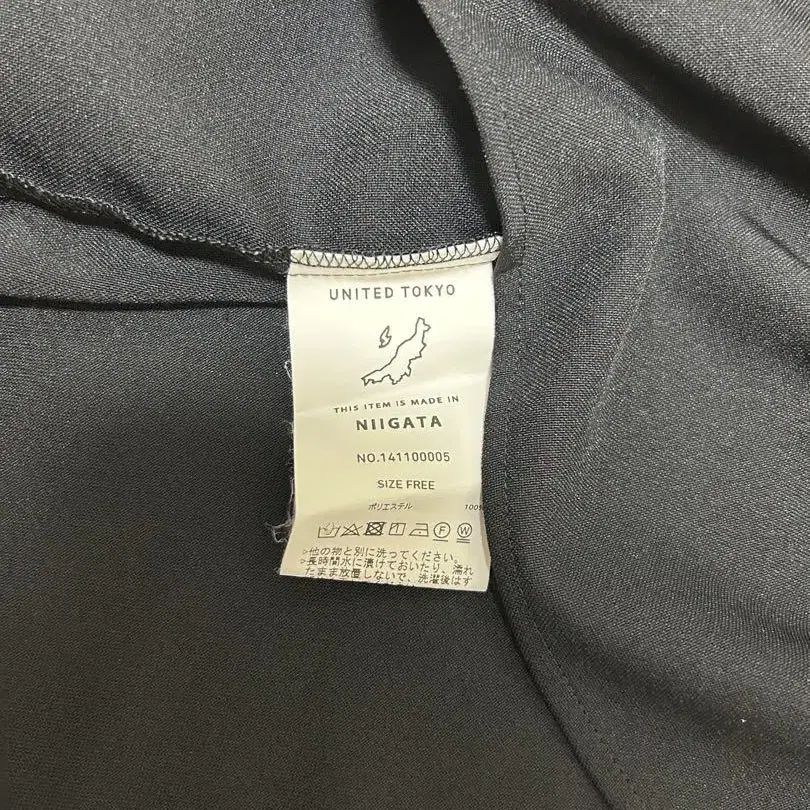 UNITED TOKYO
THIS ITEM IS MADE IN
NIIGATA
NO.141100005
SIZE FREE
ポリエステル 100%
▷他の物と別に洗ってください。
▷長時間水に漬けておいたり、濡れ
たまま放置しないで、洗濯後はす